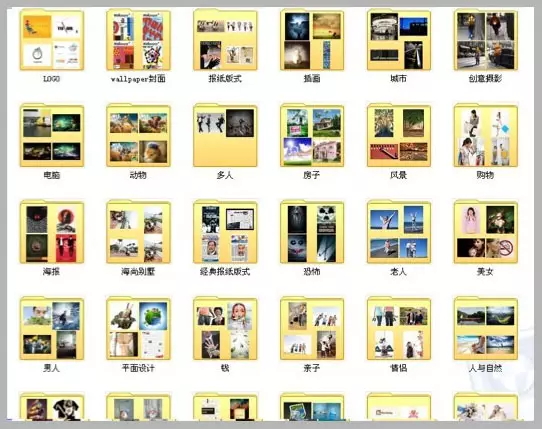 LOGO
wallpaper封面
报纸版式
插画
城市
创意摄影
电脑
动物
多人
房子
风景
购物
海报
海尚别墅
经典报纸版式
恐怖
老人
美女
男人
平面设计
钱
亲子
情侣
人与自然